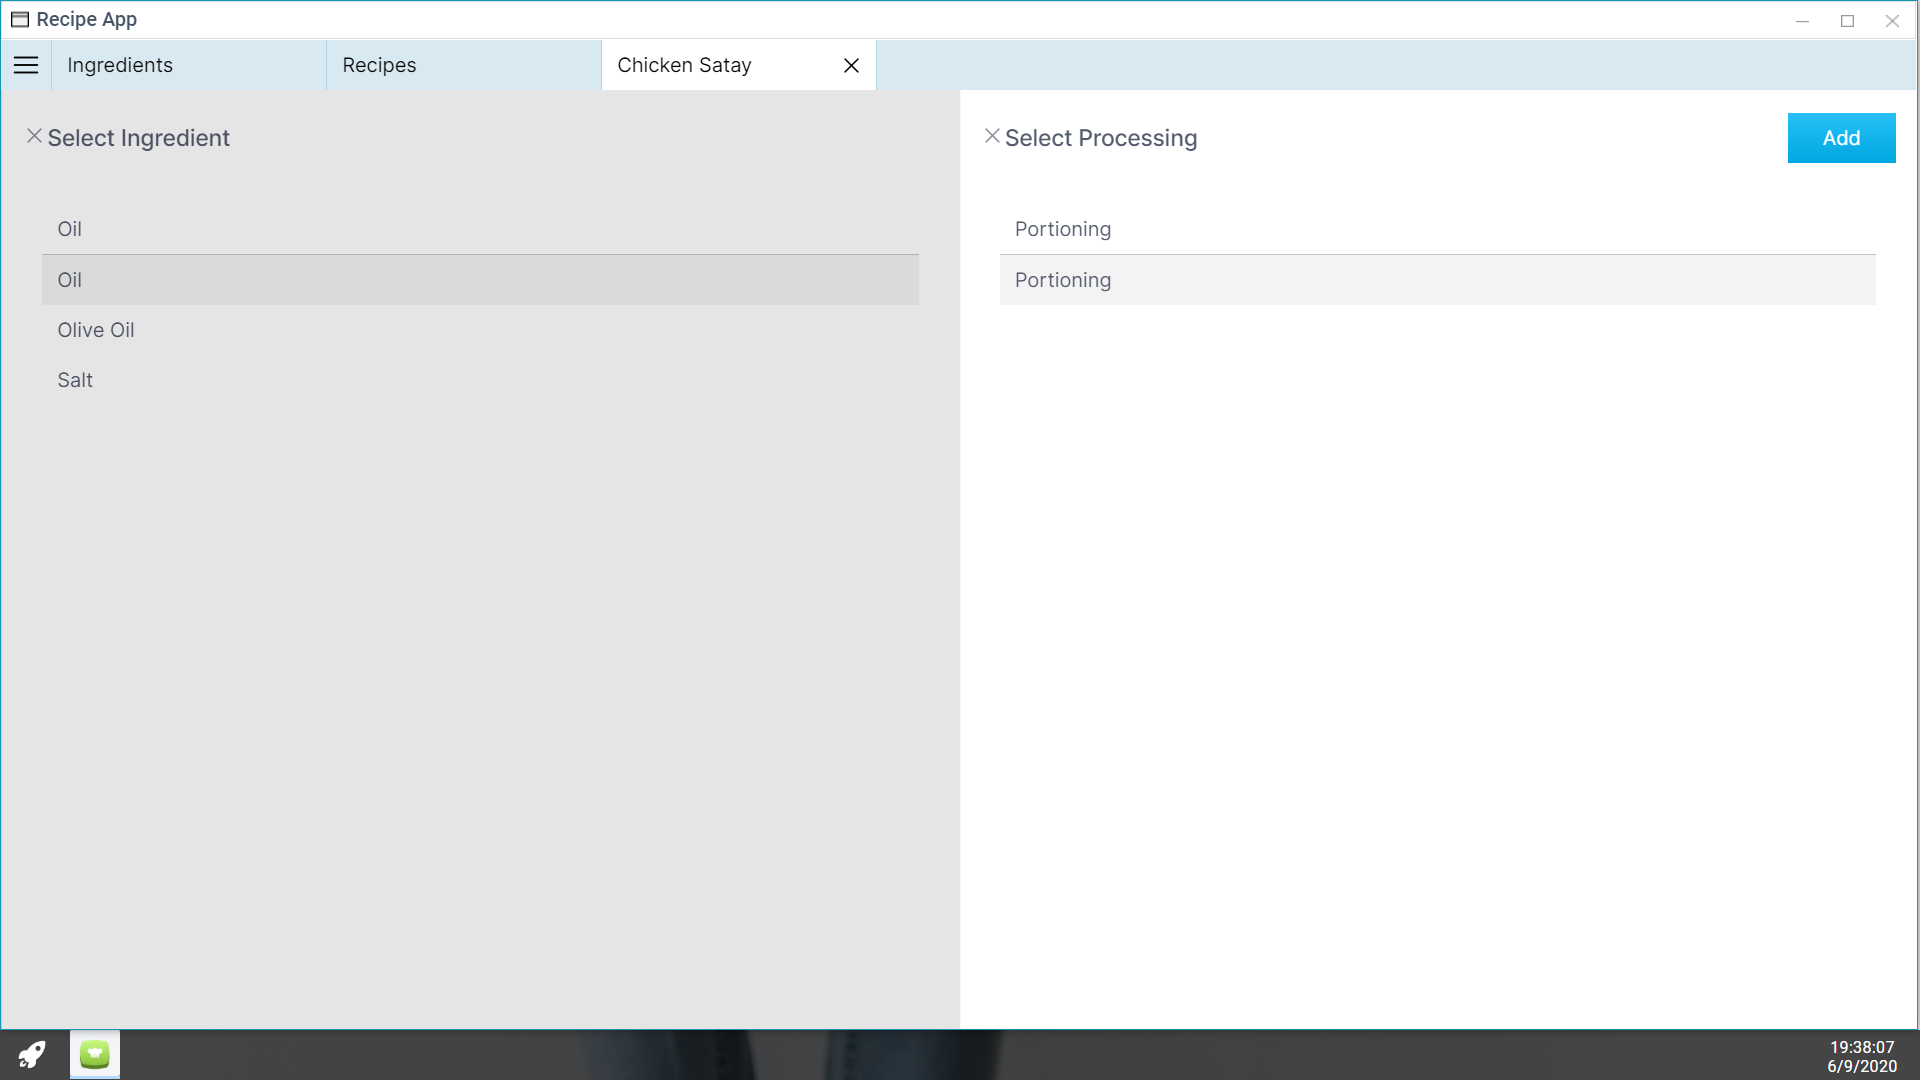 Recipe App
Ingredients
Recipes
Chicken Satay
Select Ingredient
Oil
Oil
Olive Oil
Salt
Select Processing
Add
Portioning
Portioning
19:38:07
6/9/2020